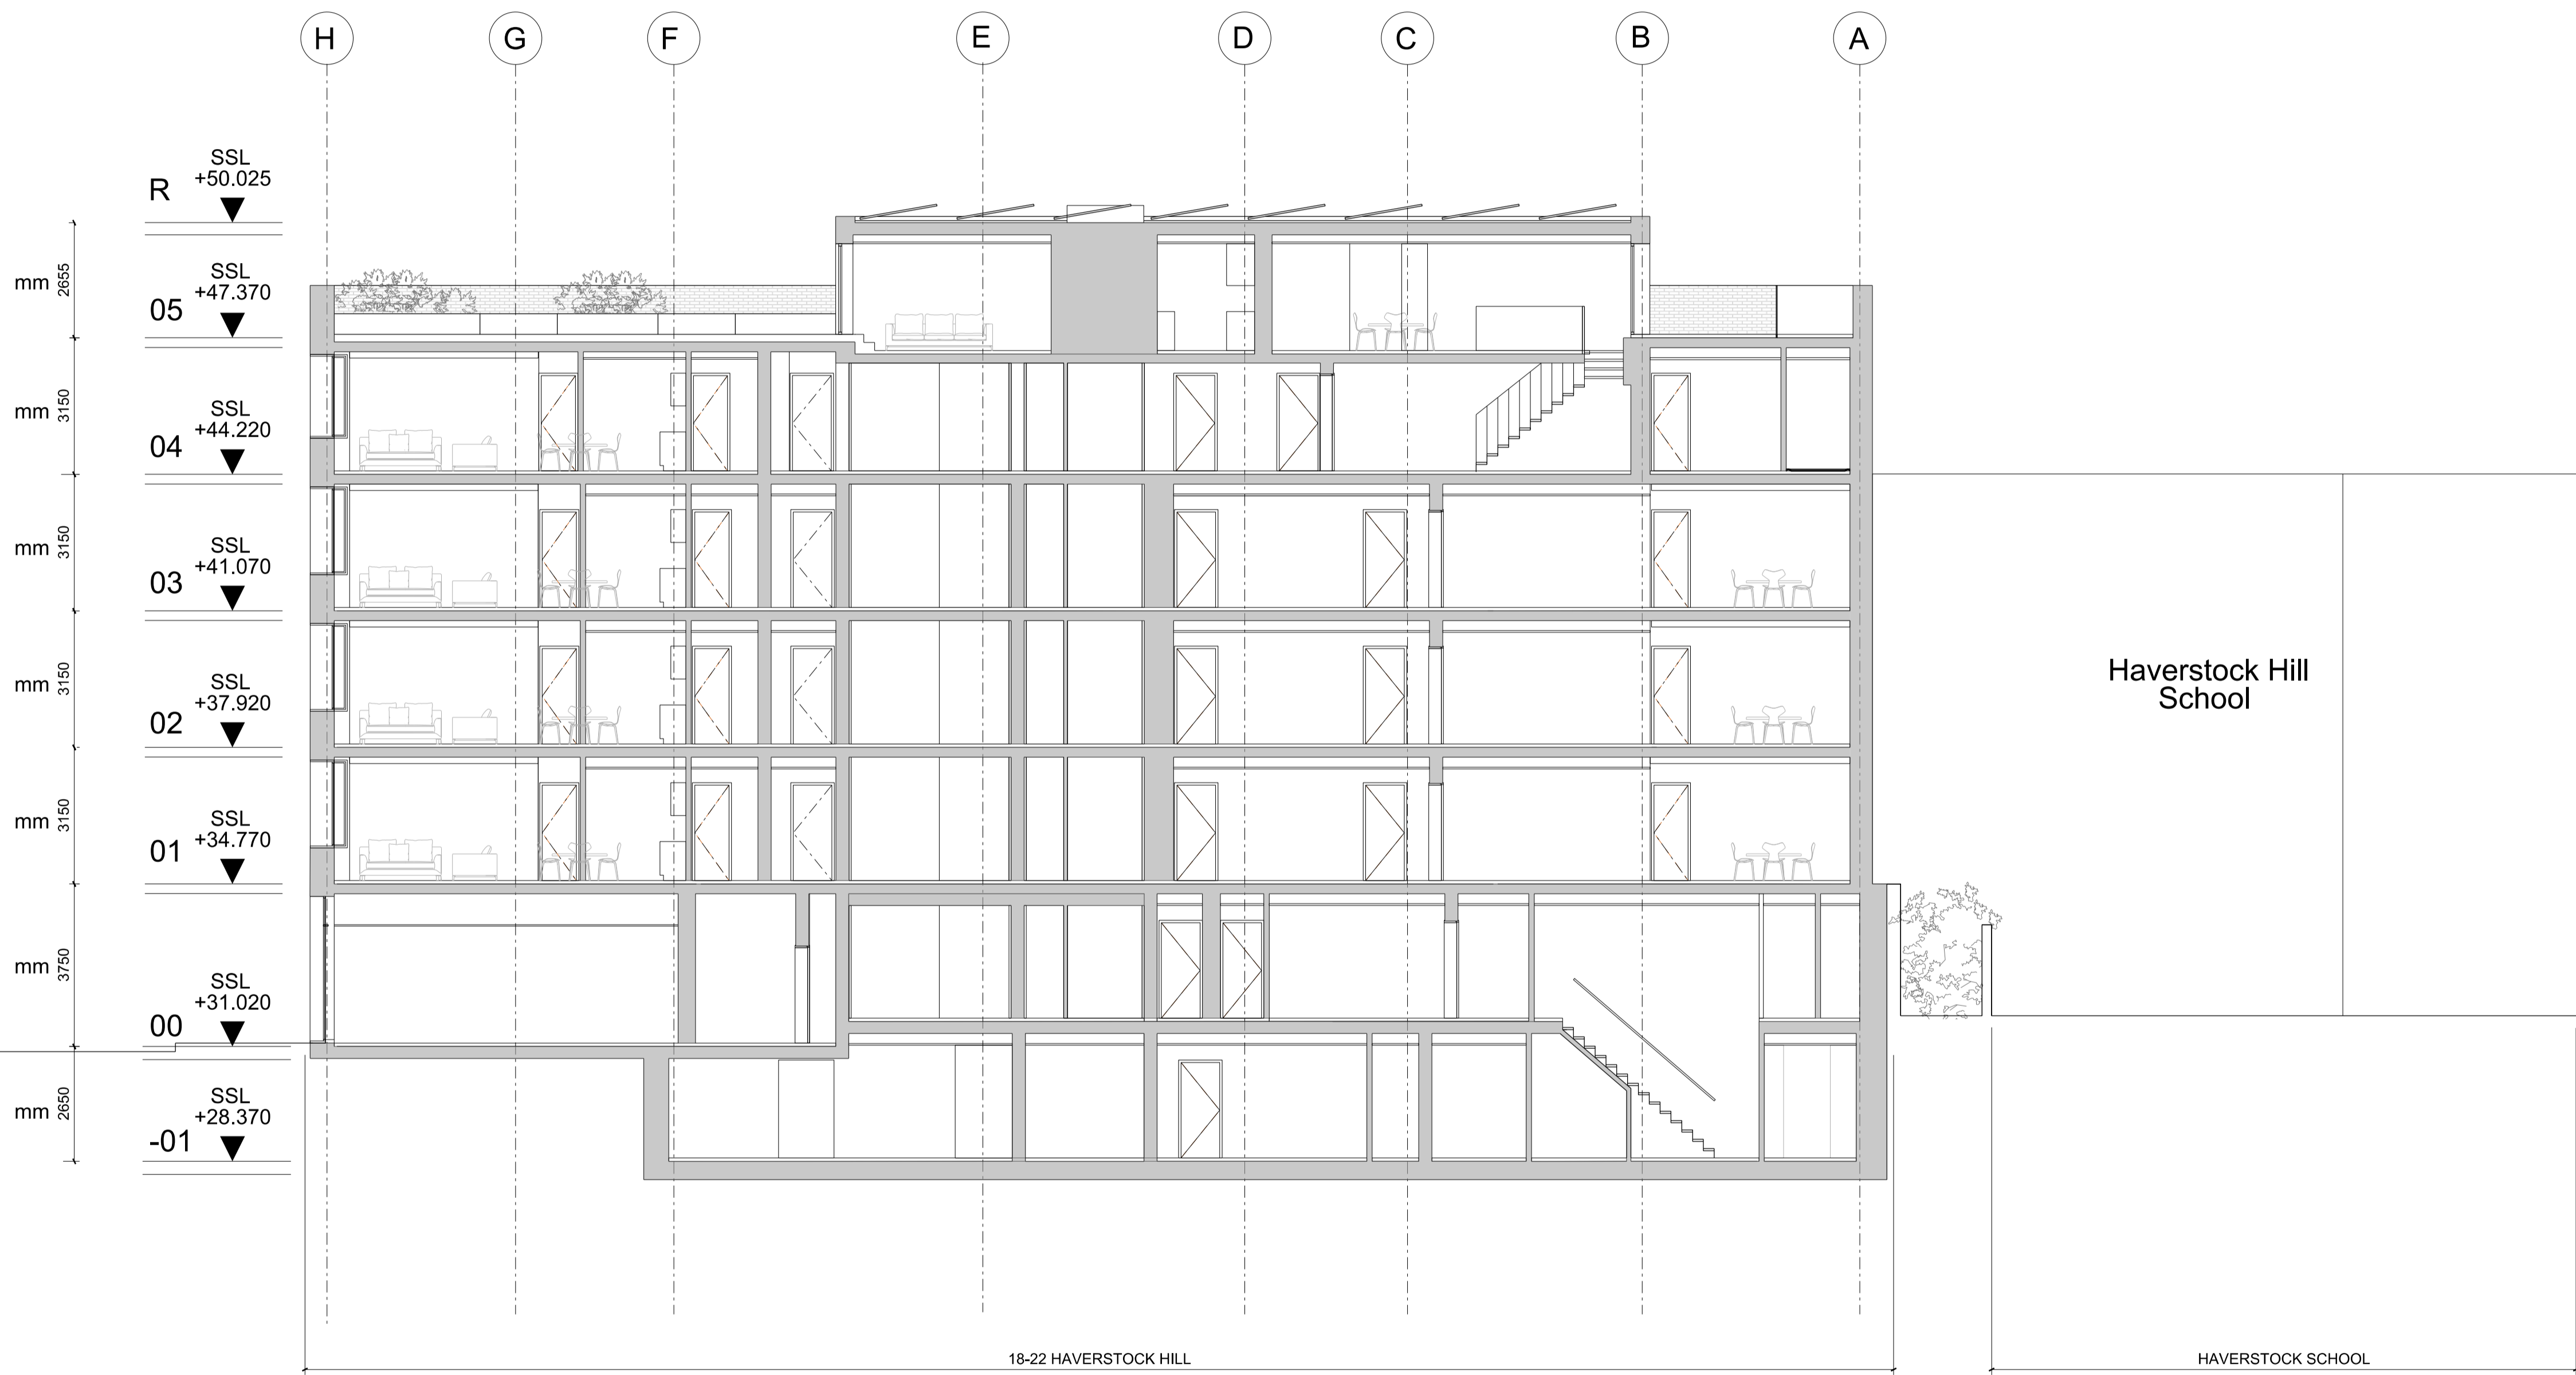 H G F E D C B A
SSL
+50.025
R
mm 2655
SSL
+47.370
05
mm 3150
SSL
+44.220
04
mm 3150
SSL
+41.070
03
mm 3150
SSL
+37.920
02
mm 3150
SSL
+34.770
01
mm 3750
SSL
+31.020
00
mm 2650
SSL
+28.370
-01
Haverstock Hill
School
18-22 HAVERSTOCK HILL
HAVERSTOCK SCHOOL